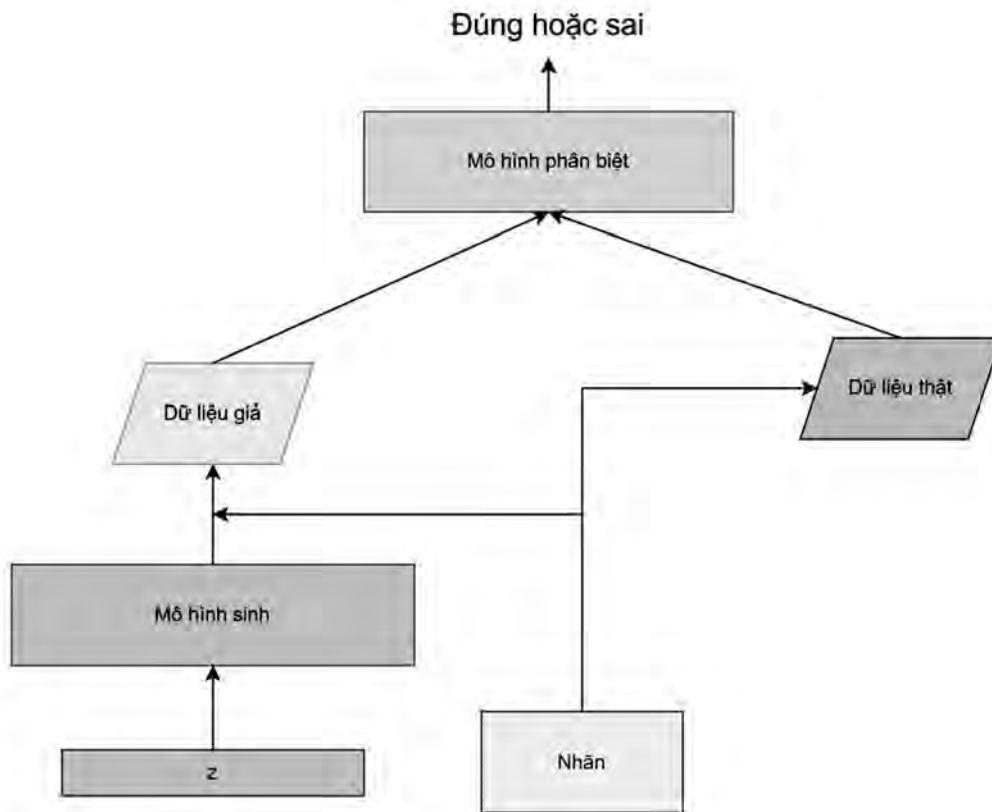 Đúng hoặc sai
Mô hình phân biệt
Dữ liệu giả
Dữ liệu thật
Mô hình sinh
z
Nhãn